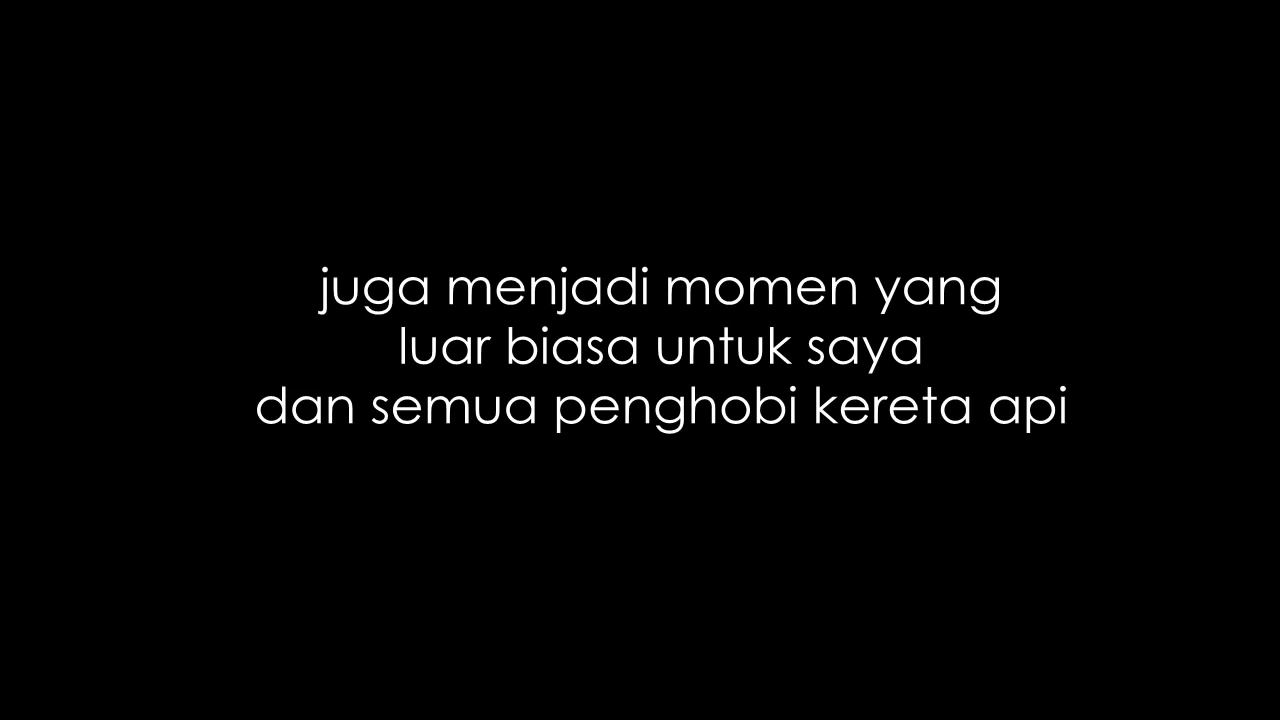 juga menjadi momen yang
luar biasa untuk saya
dan semua penghobi kereta api